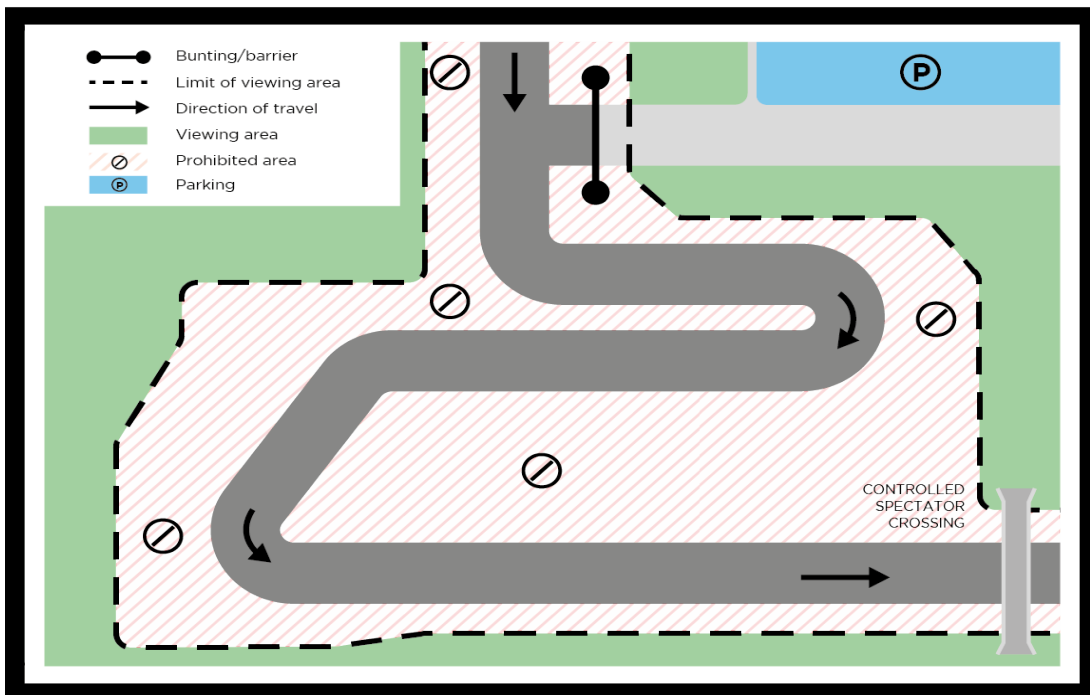 Bunting/barrier
Limit of viewing area
Direction of travel
Viewing area
Prohibited area
P
Parking
P
CONTROLLED
SPECTATOR
CROSSING